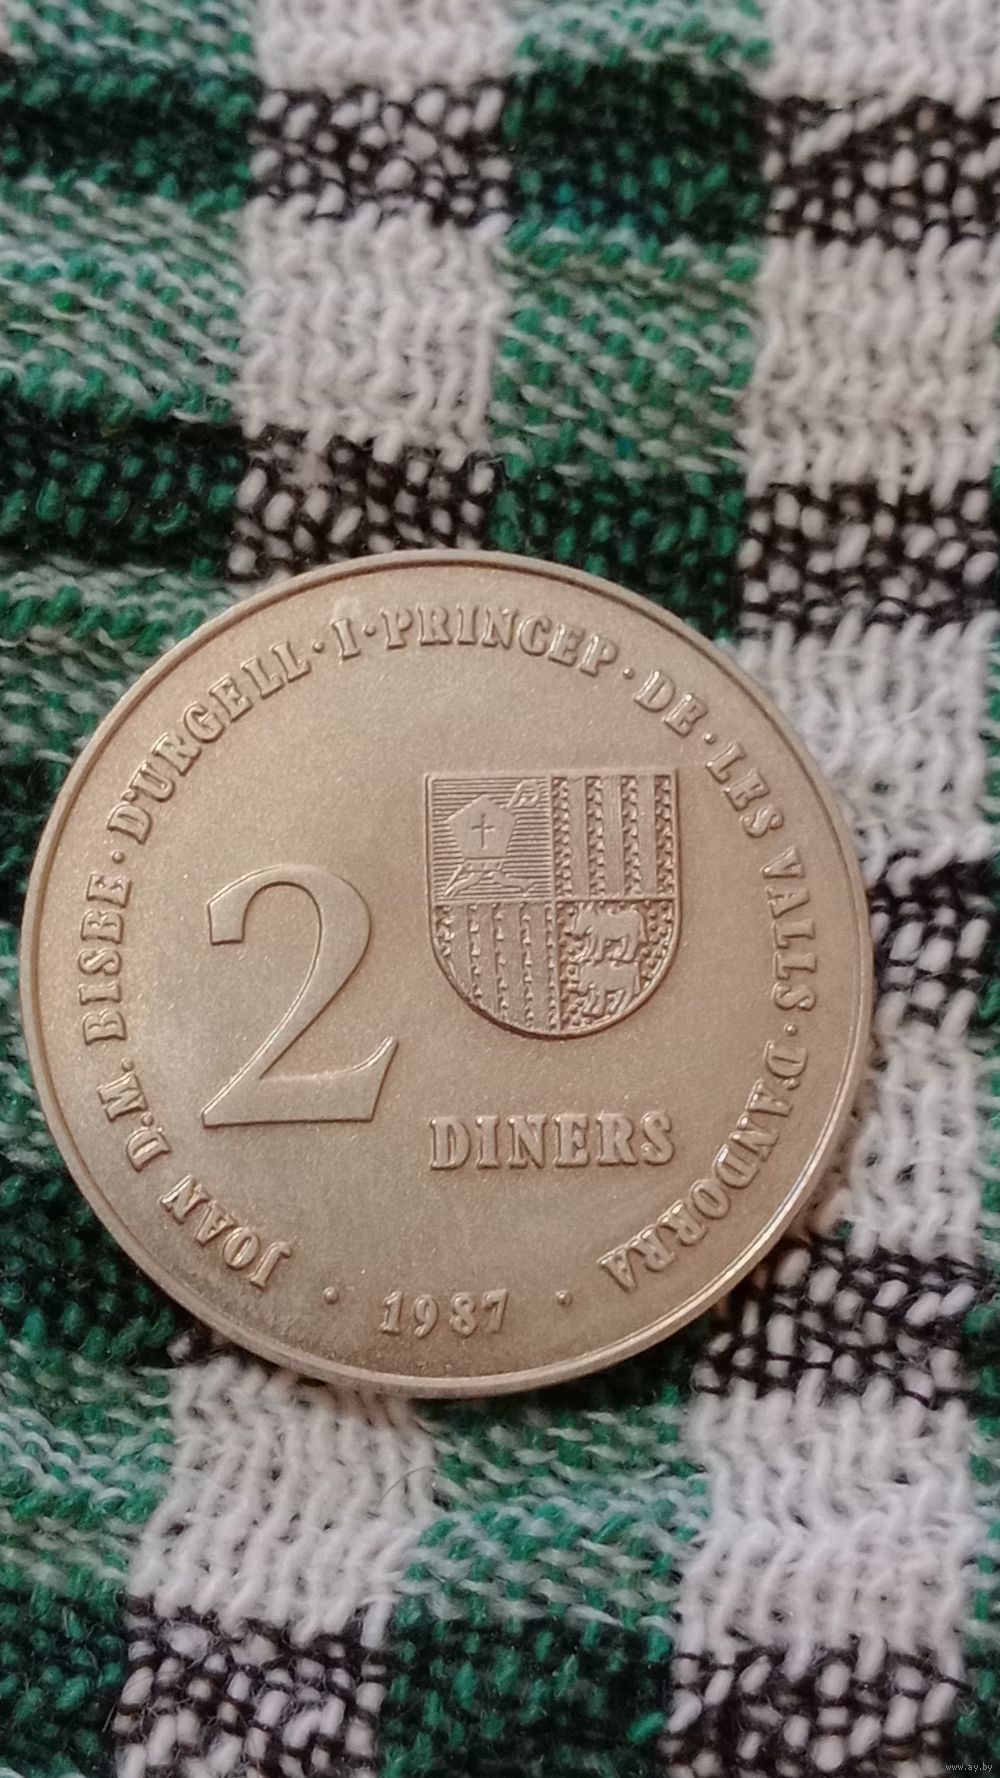 JOAN D.M. BISBE · D'URGELL · I · PRINCEP · DE · LES VALLS · D'ANDORRA
2
DINERS
· 1987 ·
www.ay.by